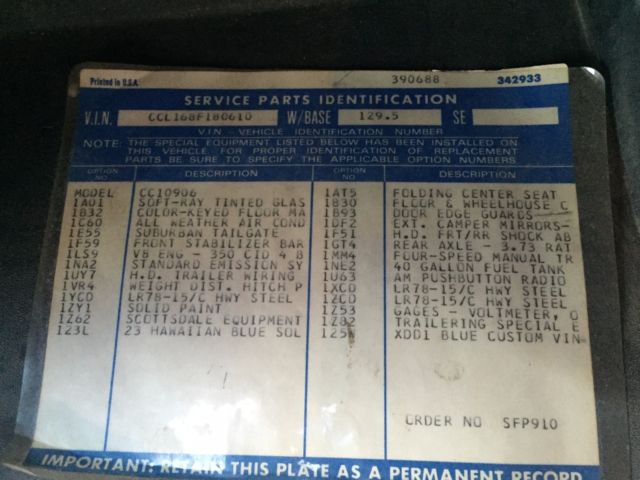 Printed in U.S.A. 390688 342933
SERVICE PARTS IDENTIFICATION
V.I.N. CCL168F180610 W/BASE 129.5 SE
V.I.N - VEHICLE IDENTIFICATION NUMBER
NOTE: THE SPECIAL EQUIPMENT LISTED BELOW HAS BEEN INSTALLED ON
THIS VEHICLE FOR PROPER IDENTIFICATION OF REPLACEMENT
PARTS BE SURE TO SPECIFY THE APPLICABLE OPTION NUMBERS
OPTION NO. DESCRIPTION OPTION NO. DESCRIPTION
MODEL CC10906 1AT5 FOLDING CENTER SEAT
1A01 SOFT-RAY TINTED GLAS 1B30 FLOOR & WHEELHOUSE C
1B32 COLOR-KEYED FLOOR MA 1B93 DOOR EDGE GUARDS
1C60 ALL WEATHER AIR COND 1DF2 EXT. CAMPER MIRRORS-
1E55 SUBURBAN TAILGATE 1F51 H.D. FRT/RR SHOCK AB
1F59 FRONT STABILIZER BAR 1GT4 REAR AXLE - 3.73 RAT
1LS9 V8 ENG - 350 CID 4 B 1MM4 FOUR-SPEED MANUAL TR
1NA2 STANDARD EMISSION SY 1NE2 40 GALLON FUEL TANK
1UY7 H.D. TRAILER WIRING 1U63 AM PUSHBUTTON RADIO
1VR4 WEIGHT DIST. HITCH P 1XCD LR78-15/C HWY STEEL
1YCD LR78-15/C HWY STEEL 1ZCD LR78-15/C HWY STEEL
1ZY1 SOLID PAINT 1Z53 GAGES - VOLTMETER, O
1Z62 SCOTTSDALE EQUIPMENT 1Z82 TRAILERING SPECIAL E
123L 23 HAWAIIAN BLUE SOL 125 XDD1 BLUE CUSTOM VIN
ORDER NO SFP910
IMPORTANT: RETAIN THIS PLATE AS A PERMANENT RECORD